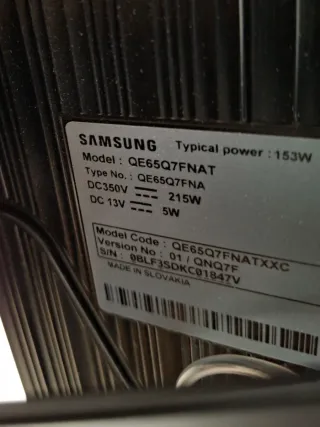 SAMSUNG Typical power : 153W
Model : QE65Q7FNAT
Type No. : QE65Q7FNA
DC350V ⎓ 215W
DC 13V ⎓ 5W
Model Code : QE65Q7FNATXXC
Version No : 01 / QNQ7F
S/N : 0BLF3SDKC01847V
MADE IN SLOVAKIA